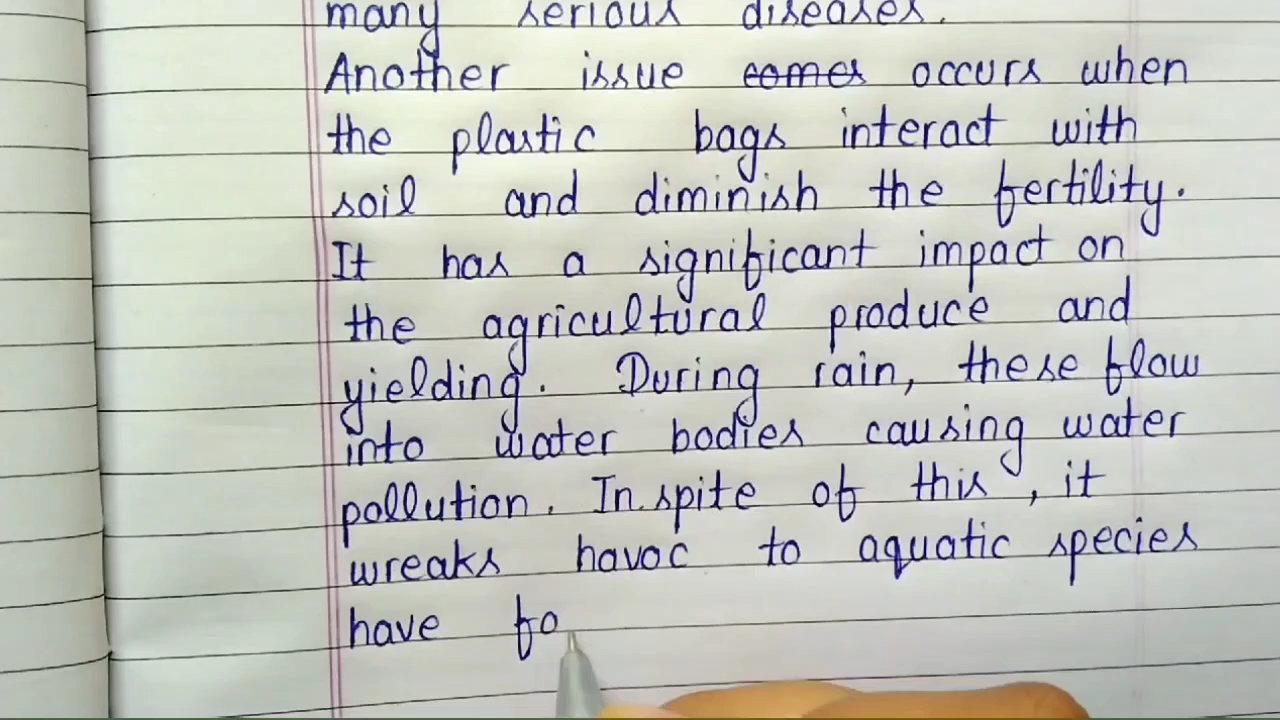 many serious diseases.
Another issue comes occurs when
the plastic bags interact with
soil and diminish the fertility.
It has a significant impact on
the agricultural produce and
yielding. During rain, these flow
into water bodies causing water
pollution. In spite of this, it
wreaks havoc to aquatic species
have fo